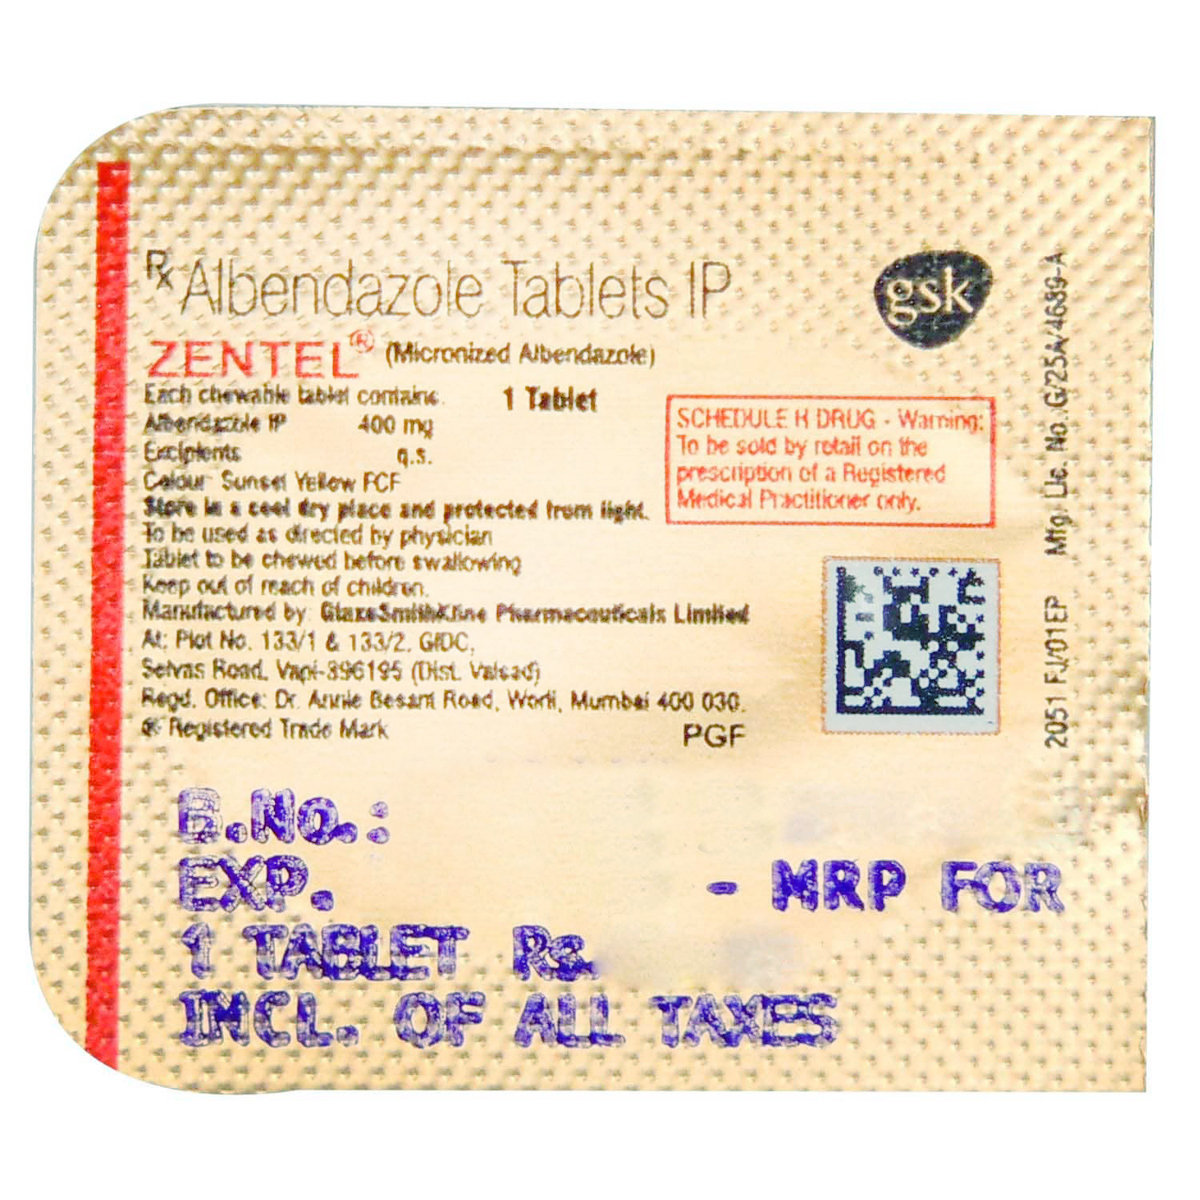 Rx Albendazole Tablets IP
gsk
ZENTEL® (Micronized Albendazole)
Each chewable tablet contains. 1 Tablet
Albendazole IP 400 mg
Excipients q.s.
Colour: Sunset Yellow FCF
Store in a cool dry place and protected from light.
To be used as directed by physician
Tablet to be chewed before swallowing
Keep out of reach of children.
Manufactured by: GlaxoSmithKline Pharmaceuticals Limited
At: Plot No. 133/1 & 133/2, GIDC,
Selvas Road, Vapi-396195 (Dist. Valsad)
Regd. Office: Dr. Annie Besant Road, Worli, Mumbai 400 030.
® Registered Trade Mark PGF
SCHEDULE H DRUG - Warning:
To be sold by retail on the
prescription of a Registered
Medical Practitioner only.
2051 FJ/01EP Mfg. Lic. No.:G/25A/4689-A
B.No.:
EXP. - MRP FOR
1 TABLET Rs.
INCL. OF ALL TAXES